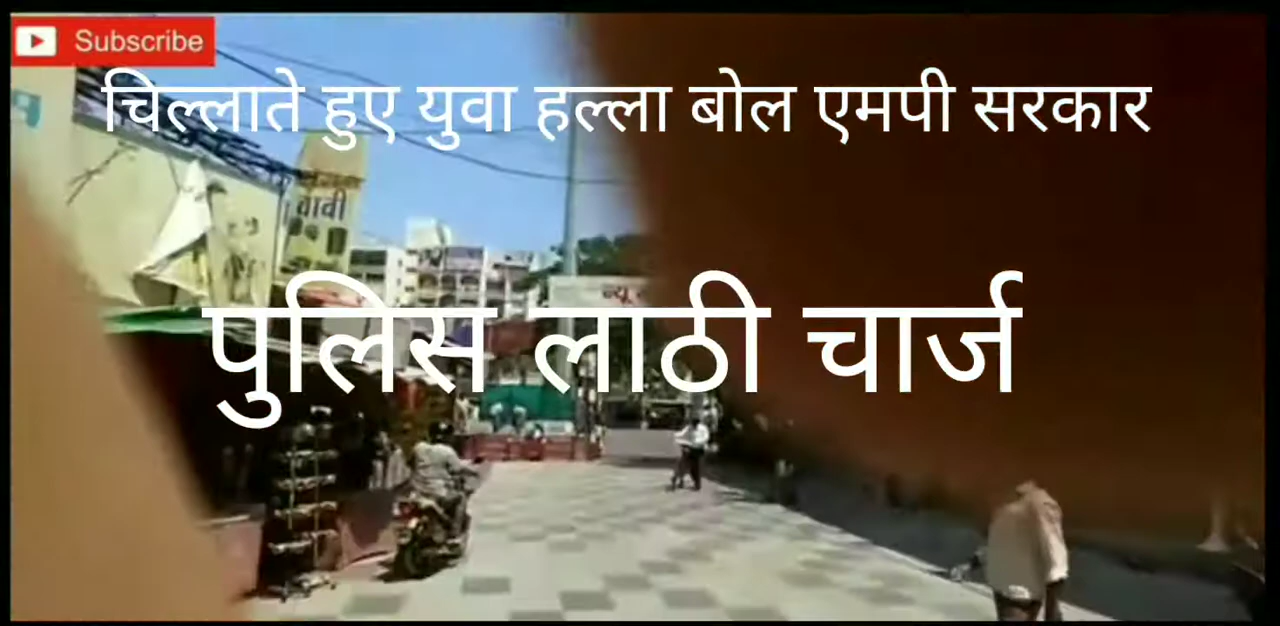 Subscribe
चिल्लाते हुए युवा हल्ला बोल एमपी सरकार
वावी
पुलिस लाठी चार्ज